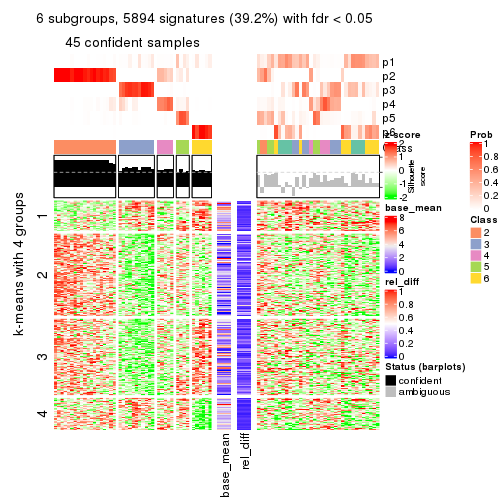 6 subgroups, 5894 signatures (39.2%) with fdr < 0.05
45 confident samples
p1
p2
p3
p4
p5
p6
Class
z-score
2
1
0
-1
-2
Silhouette
score
Prob
1
0.8
0.6
0.4
0.2
0
base_mean
8
6
4
2
0
Class
2
3
4
5
6
rel_diff
1
0.8
0.6
0.4
0.2
0
Status (barplots)
confident
ambiguous
k-means with 4 groups
1
2
3
4
base_mean
rel_diff